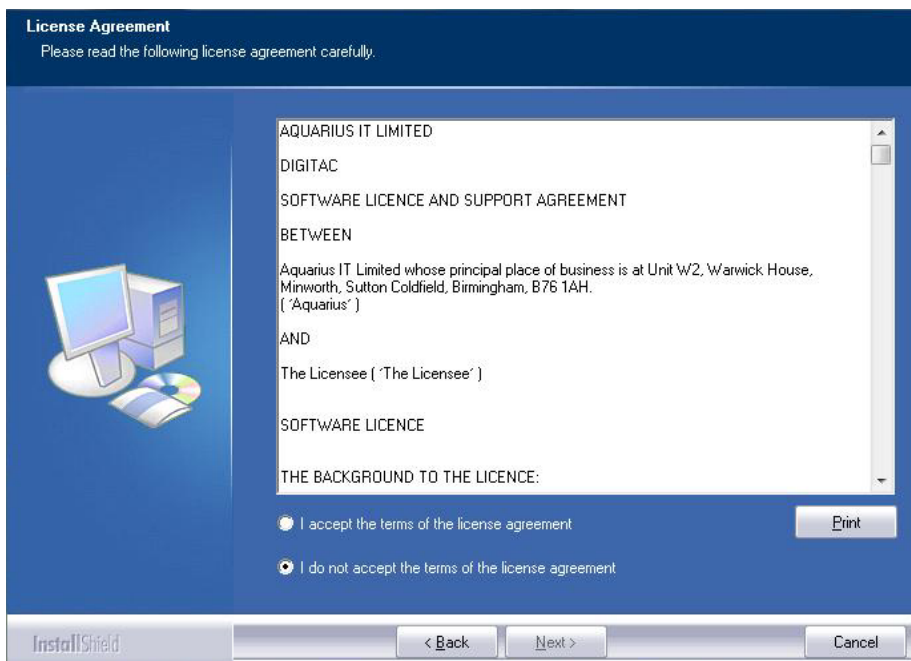 License Agreement
Please read the following license agreement carefully.
AQUARIUS IT LIMITED
DIGITAC
SOFTWARE LICENCE AND SUPPORT AGREEMENT
BETWEEN
Aquarius IT Limited whose principal place of business is at Unit W2, Warwick House,
Minworth, Sutton Coldfield, Birmingham, B76 1AH.
( ´Aquarius´ )
AND
The Licensee ( ´The Licensee´ )
SOFTWARE LICENCE
THE BACKGROUND TO THE LICENCE:
I accept the terms of the license agreement
Print
I do not accept the terms of the license agreement
InstallShield
< Back
Next >
Cancel